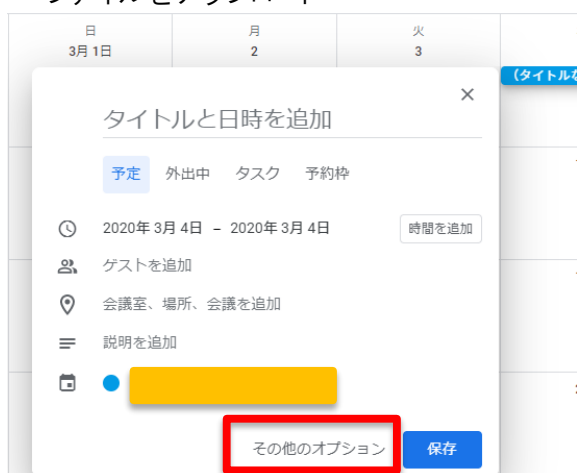 日 月 火
3月 1日 2 3
(タイトルな
×
タイトルと日時を追加
予定 外出中 タスク 予約枠
2020年 3月 4日 – 2020年 3月 4日 時間を追加
ゲストを追加
会議室、場所、会議を追加
説明を追加
その他のオプション 保存